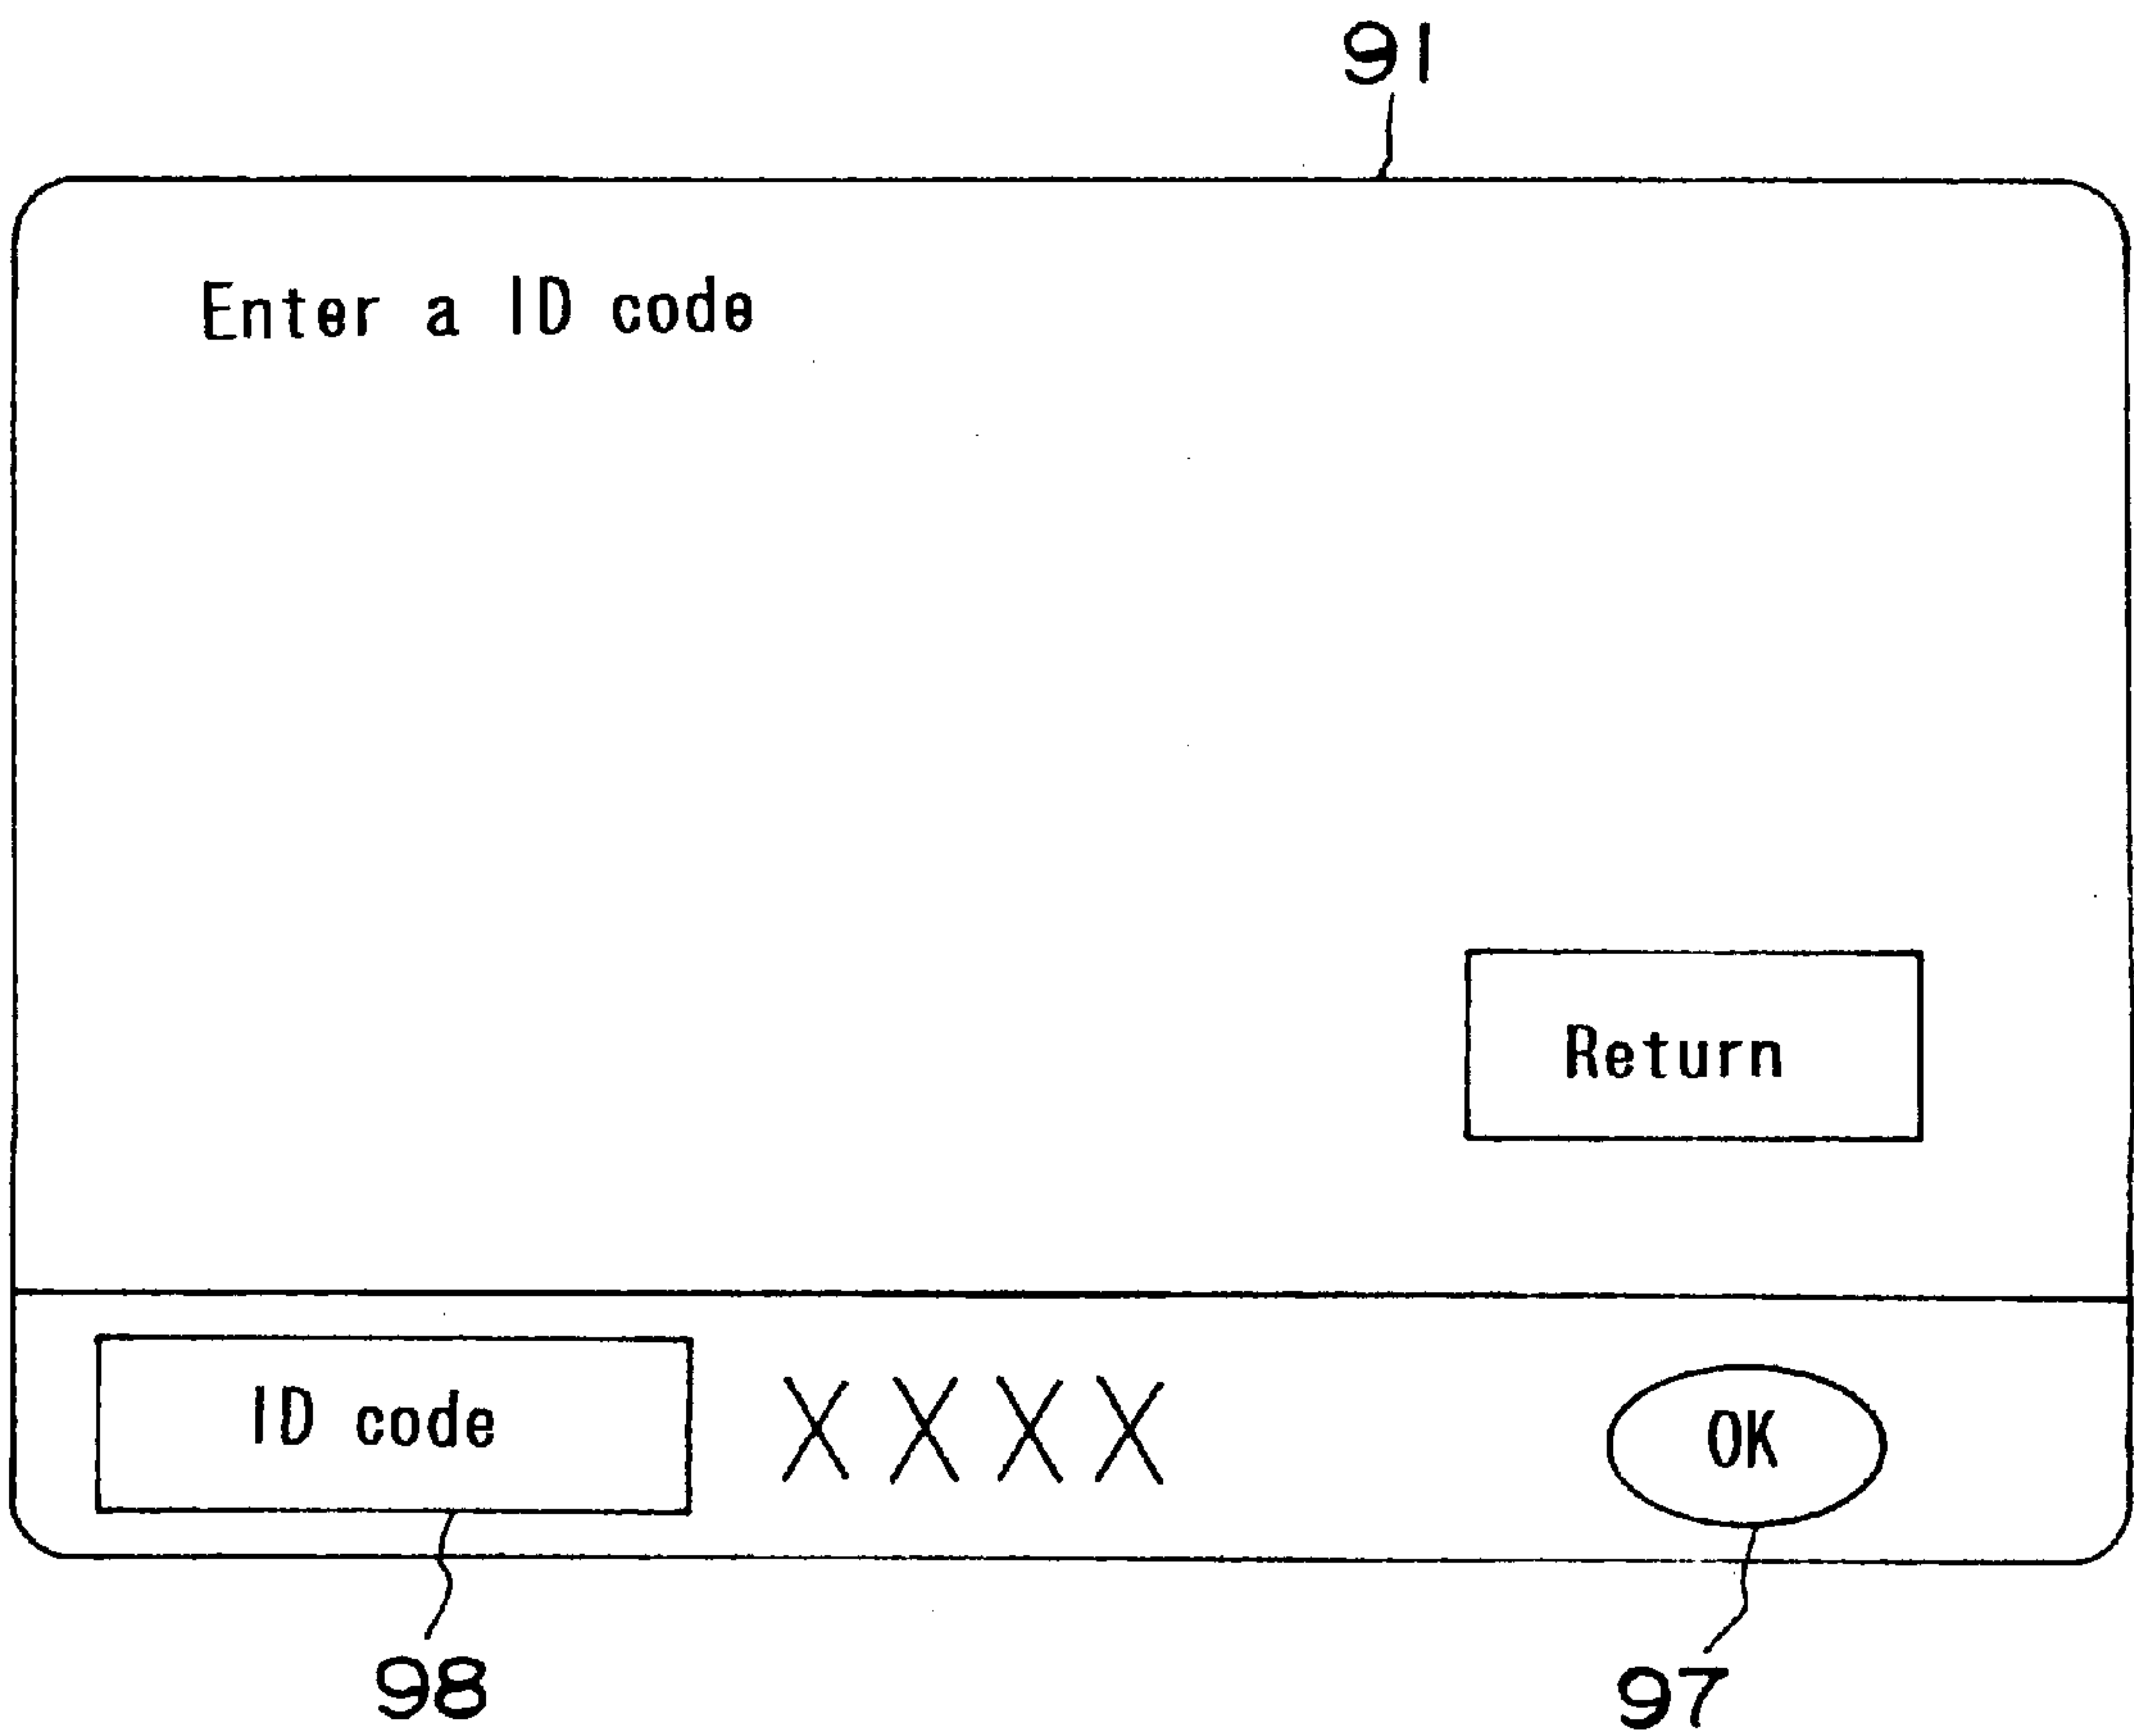 91
Enter a ID code
Return
ID code XXXX OK
98 97